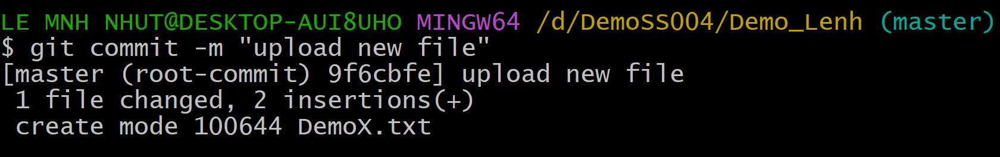 LE MNH NHUT@DESKTOP-AUI8UHO MINGW64 /d/DemoSS004/Demo_Lenh (master)
$ git commit -m "upload new file"
[master (root-commit) 9f6cbfe] upload new file
 1 file changed, 2 insertions(+)
 create mode 100644 DemoX.txt